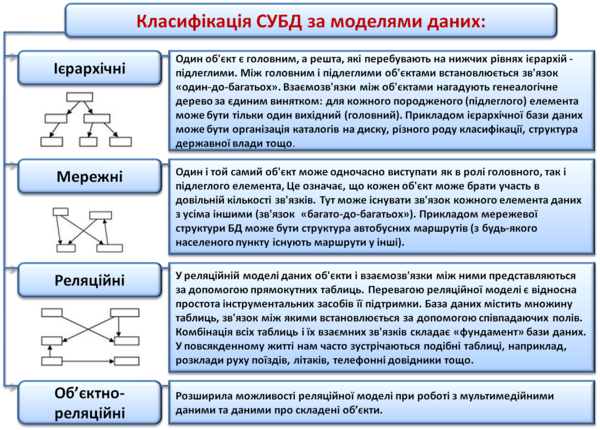 Класифікація СУБД за моделями даних:
Ієрархічні
Один об'єкт є головним, а решта, які перебувають на нижчих рівнях ієрархій -
підлеглими. Між головним і підлеглими об'єктами встановлюється зв'язок
«один-до-багатьох». Взаємозв'язки між об'єктами нагадують генеалогічне
дерево за єдиним винятком: для кожного породженого (підлеглого) елемента
може бути тільки один вихідний (головний). Прикладом ієрархічної бази даних
може бути організація каталогів на диску, різного роду класифікації, структура
державної влади тощо.
Мережні
Один і той самий об'єкт може одночасно виступати як в ролі головного, так і
підлеглого елемента, Це означає, що кожен об'єкт може брати участь в
довільній кількості зв'язків. Тут може існувати зв'язок кожного елемента даних
з усіма іншими (зв'язок «багато-до-багатьох»). Прикладом мережевої
структури БД може бути структура автобусних маршрутів (з будь-якого
населеного пункту існують маршрути у інші).
Реляційні
У реляційній моделі даних об'єкти і взаємозв'язки між ними представляються
за допомогою прямокутних таблиць. Перевагою реляційної моделі є відносна
простота інструментальних засобів її підтримки. База даних містить множину
таблиць, зв'язок між якими встановлюється за допомогою співпадаючих полів.
Комбінація всіх таблиць і їх взаємних зв'язків складає «фундамент» бази даних.
У повсякденному житті нам часто зустрічаються подібні таблиці, наприклад,
розклади руху поїздів, літаків, телефонні довідники тощо.
Об’єктно-
реляційні
Розширила можливості реляційної моделі при роботі з мультимедійними
даними та даними про складені об’єкти.